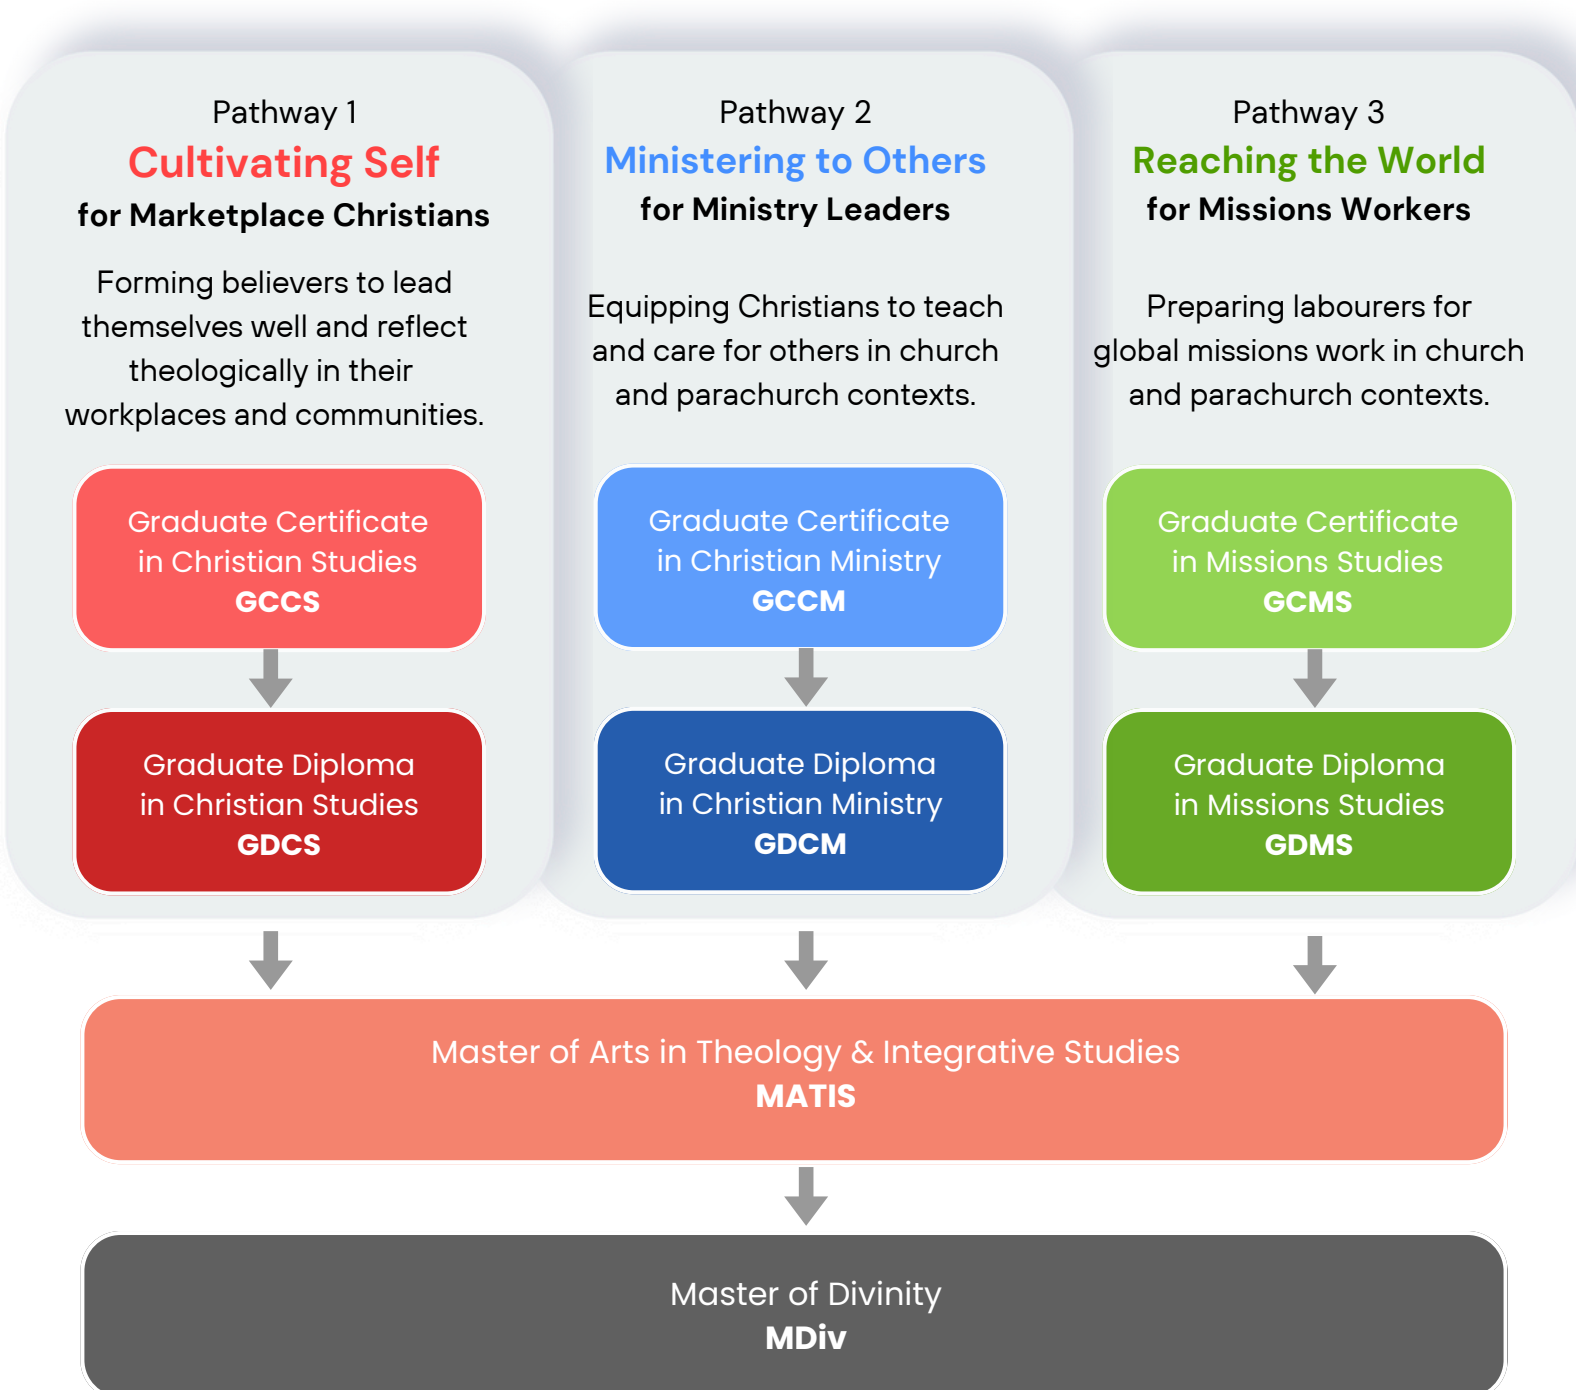 Pathway 1
Cultivating Self
for Marketplace Christians
Forming believers to lead
themselves well and reflect
theologically in their
workplaces and communities.
Graduate Certificate
in Christian Studies
GCCS
Graduate Diploma
in Christian Studies
GDCS
Pathway 2
Ministering to Others
for Ministry Leaders
Equipping Christians to teach
and care for others in church
and parachurch contexts.
Graduate Certificate
in Christian Ministry
GCCM
Graduate Diploma
in Christian Ministry
GDCM
Pathway 3
Reaching the World
for Missions Workers
Preparing labourers for
global missions work in church
and parachurch contexts.
Graduate Certificate
in Missions Studies
GCMS
Graduate Diploma
in Missions Studies
GDMS
Master of Arts in Theology & Integrative Studies
MATIS
Master of Divinity
MDiv